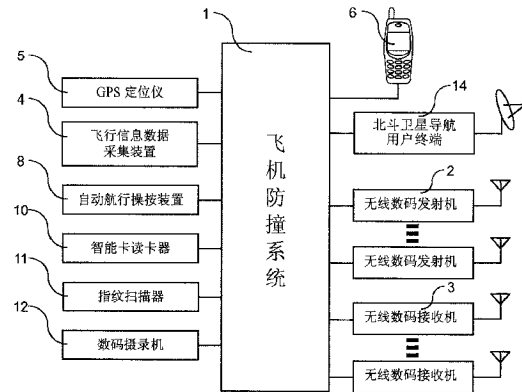 1
6
5
GPS 定位仪
4
飞行信息数据
采集装置
8
自动航行操按装置
10
智能卡读卡器
11
指纹扫描器
12
数码摄录机
飞机防撞系统
14
北斗卫星导航
用户终端
2
无线数码发射机
无线数码发射机
3
无线数码接收机
无线数码接收机